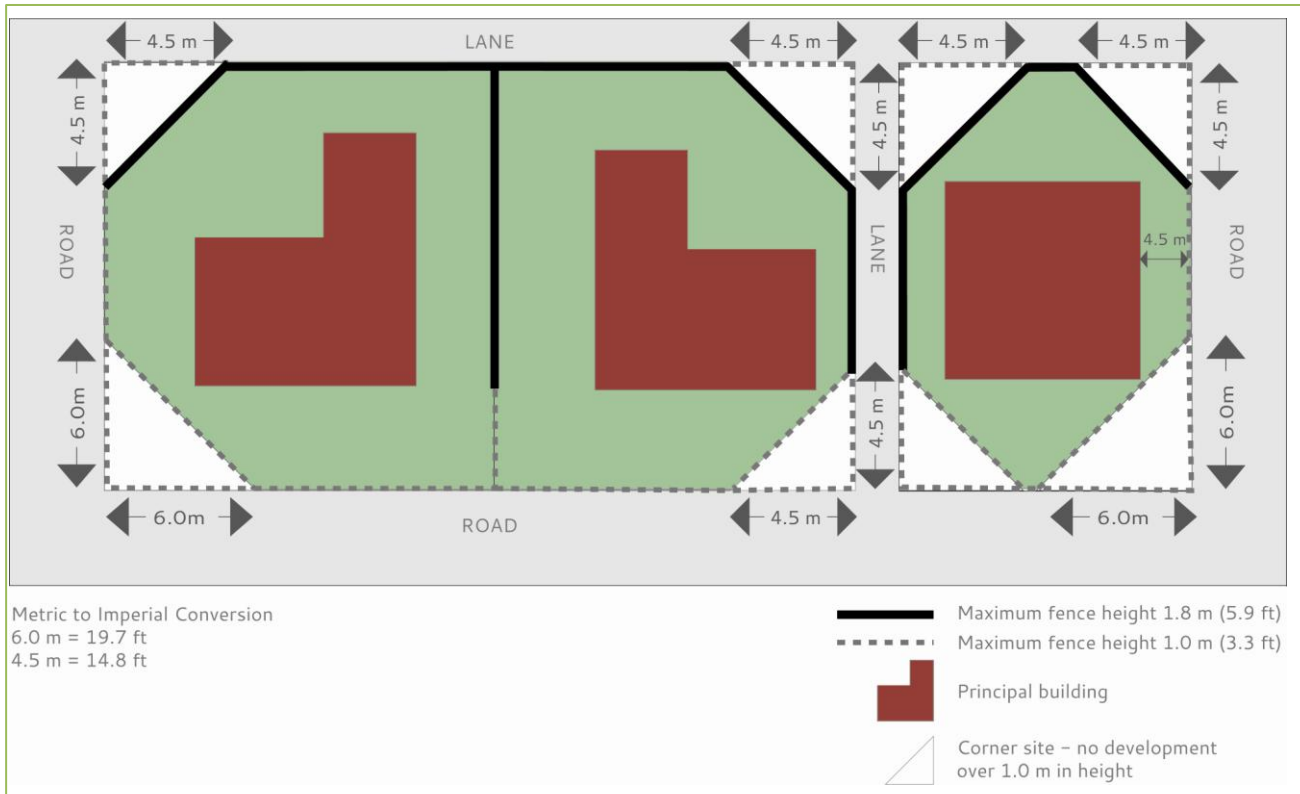 4.5 m
LANE
4.5 m
4.5 m
4.5 m
4.5 m
4.5 m
4.5 m
ROAD
LANE
4.5 m
ROAD
6.0m
4.5 m
6.0m
6.0m
ROAD
4.5 m
6.0m
Metric to Imperial Conversion
6.0 m = 19.7 ft
4.5 m = 14.8 ft
Maximum fence height 1.8 m (5.9 ft)
Maximum fence height 1.0 m (3.3 ft)
Principal building
Corner site – no development
over 1.0 m in height